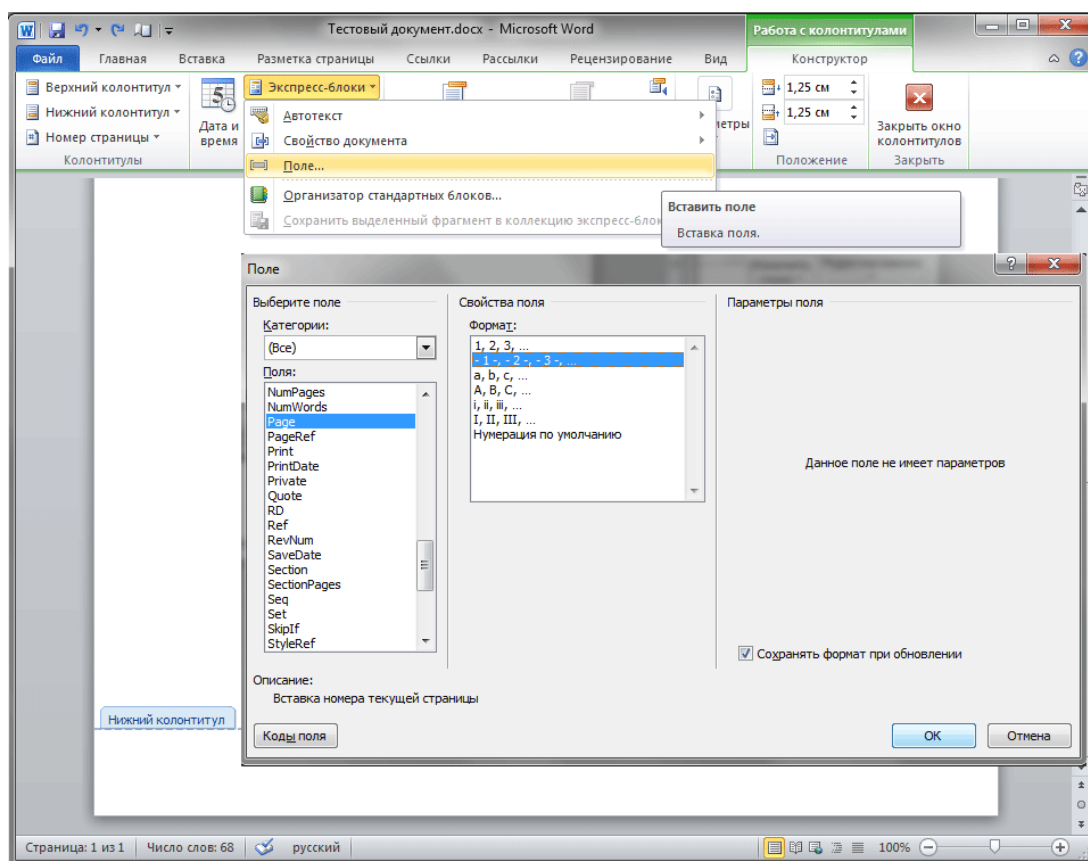 Тестовый документ.docx - Microsoft Word
Работа с колонтитулами
Файл Главная Вставка Разметка страницы Ссылки Рассылки Рецензирование Вид Конструктор
Верхний колонтитул
Нижний колонтитул
Номер страницы
Колонтитулы
5
Дата и
время
Экспресс-блоки
Автотекст
Свойство документа
Поле...
Организатор стандартных блоков...
Сохранить выделенный фрагмент в коллекцию экспресс-бло
етры
1,25 см
1,25 см
Положение
Закрыть окно
колонтитулов
Закрыть
Вставить поле
Вставка поля.
Поле
Выберите поле
Категории:
(Все)
Поля:
NumPages
NumWords
Page
PageRef
Print
PrintDate
Private
Quote
RD
Ref
RevNum
SaveDate
Section
SectionPages
Seq
Set
SkipIf
StyleRef
Свойства поля
Формат:
1, 2, 3, ...
- 1 -, - 2 -, - 3 -, ...
a, b, c, ...
A, B, C, ...
i, ii, iii, ...
I, II, III, ...
Нумерация по умолчанию
Параметры поля
Данное поле не имеет параметров
Сохранять формат при обновлении
Описание:
Вставка номера текущей страницы
Коды поля
ОК
Отмена
Нижний колонтитул
Страница: 1 из 1 Число слов: 68 русский 100%